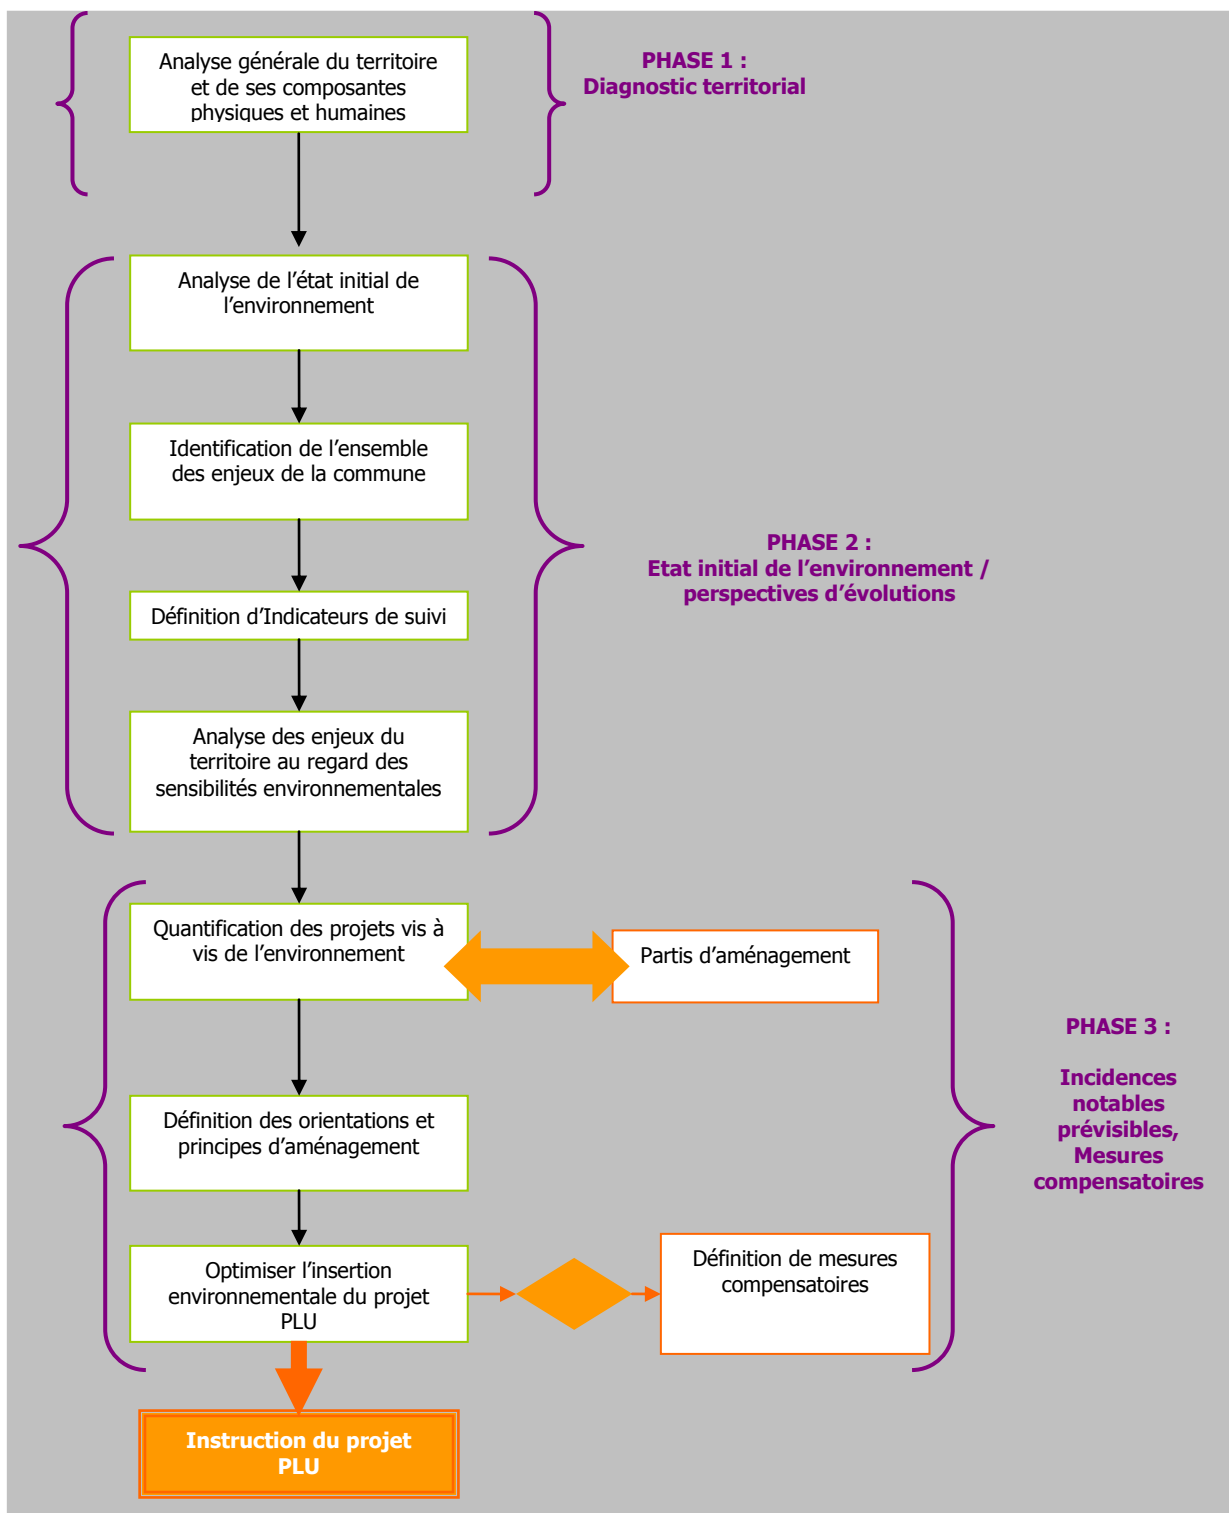 Analyse générale du territoire
et de ses composantes
physiques et humaines
PHASE 1 :
Diagnostic territorial
Analyse de l’état initial de
l’environnement
Identification de l’ensemble
des enjeux de la commune
Définition d’Indicateurs de suivi
Analyse des enjeux du
territoire au regard des
sensibilités environnementales
PHASE 2 :
Etat initial de l’environnement /
perspectives d’évolutions
Quantification des projets vis à
vis de l’environnement
Partis d’aménagement
Définition des orientations et
principes d’aménagement
Optimiser l’insertion
environnementale du projet
PLU
Définition de mesures
compensatoires
PHASE 3 :
Incidences
notables
prévisibles,
Mesures
compensatoires
Instruction du projet
PLU